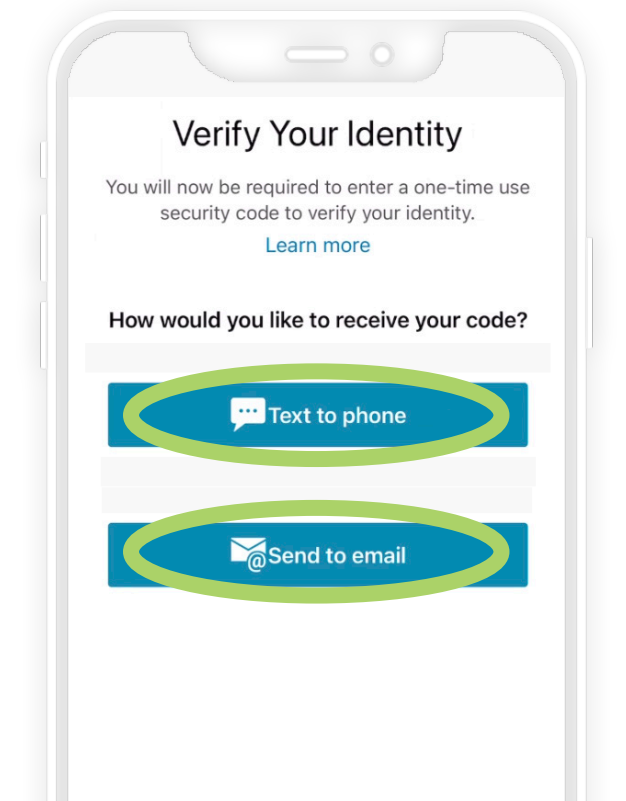 Verify Your Identity
You will now be required to enter a one-time use
security code to verify your identity.
Learn more
How would you like to receive your code?
Text to phone
@Send to email